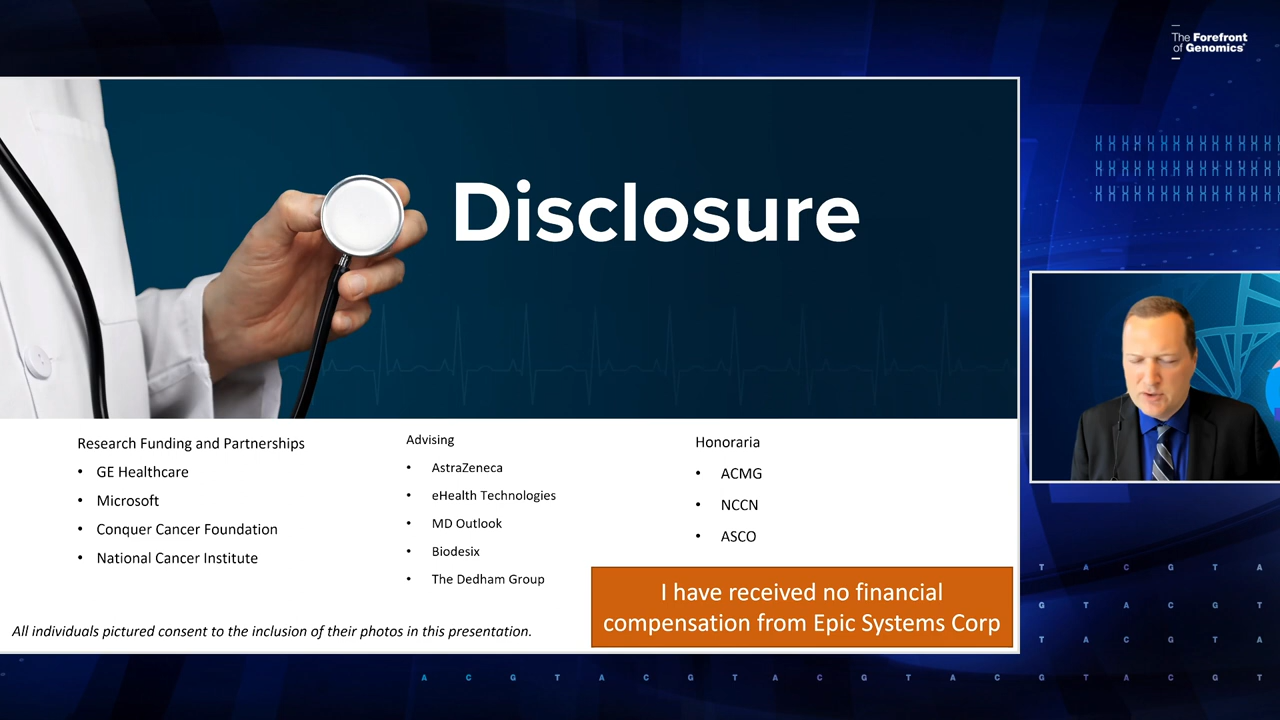 The Forefront
of Genomics®
Disclosure
Research Funding and Partnerships
• GE Healthcare
• Microsoft
• Conquer Cancer Foundation
• National Cancer Institute
Advising
• AstraZeneca
• eHealth Technologies
• MD Outlook
• Biodesix
• The Dedham Group
Honoraria
• ACMG
• NCCN
• ASCO
I have received no financial
compensation from Epic Systems Corp
All individuals pictured consent to the inclusion of their photos in this presentation.
T A C G T A
G T A C G T
T A C G T A
A C G T A C G T A C G T A C G T A C G T